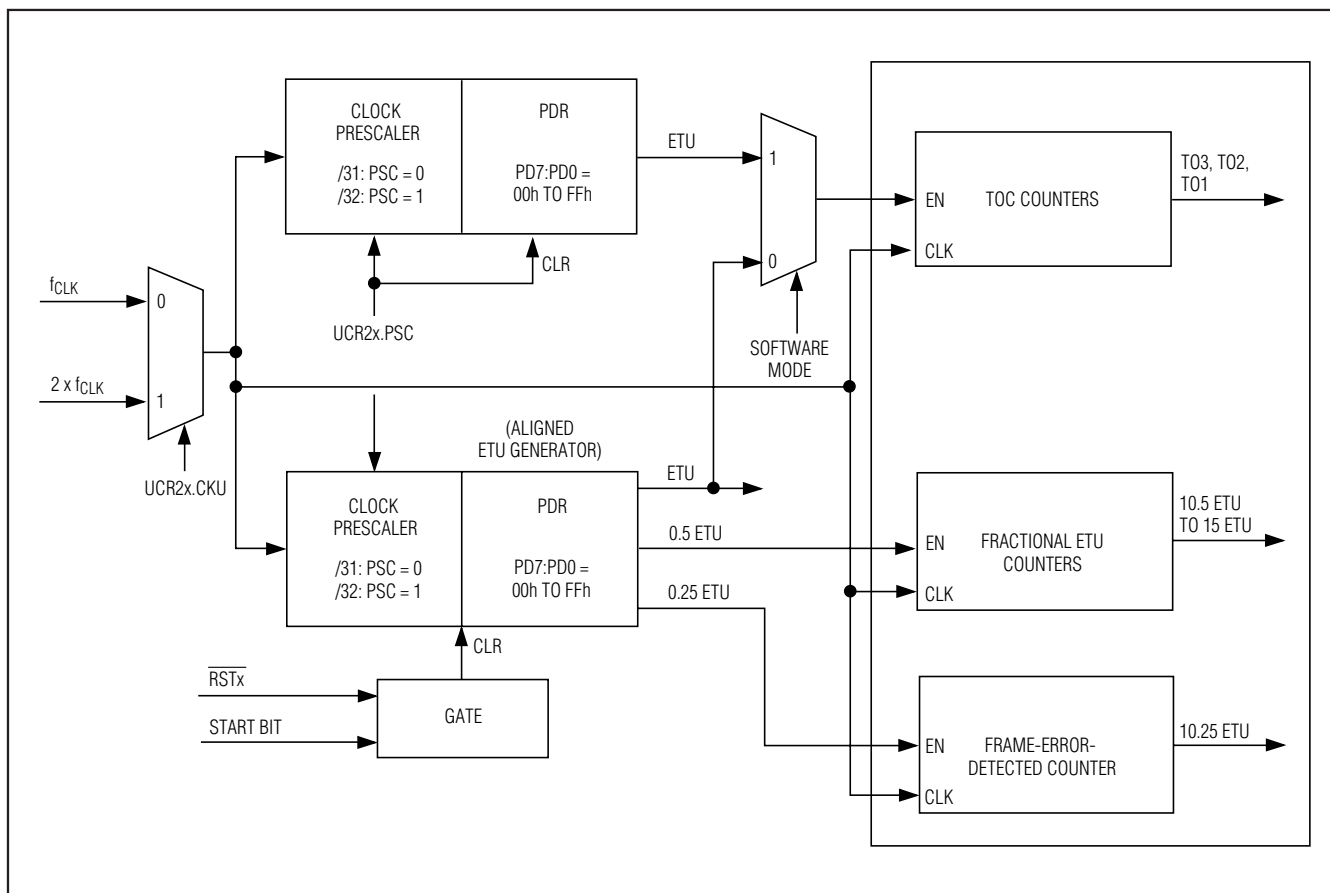 CLOCK
PRESCALER
/31: PSC = 0
/32: PSC = 1
PDR
PD7:PD0 =
00h TO FFh
ETU
CLR
UCR2x.PSC
1
0
SOFTWARE
MODE
EN
TOC COUNTERS
CLK
TO3, TO2,
TO1
fCLK
0
2 x fCLK
1
UCR2x.CKU
(ALIGNED
ETU GENERATOR)
CLOCK
PRESCALER
/31: PSC = 0
/32: PSC = 1
PDR
PD7:PD0 =
00h TO FFh
ETU
0.5 ETU
0.25 ETU
CLR
RSTx
START BIT
GATE
EN
FRACTIONAL ETU
COUNTERS
CLK
10.5 ETU
TO 15 ETU
EN
FRAME-ERROR-
DETECTED COUNTER
CLK
10.25 ETU